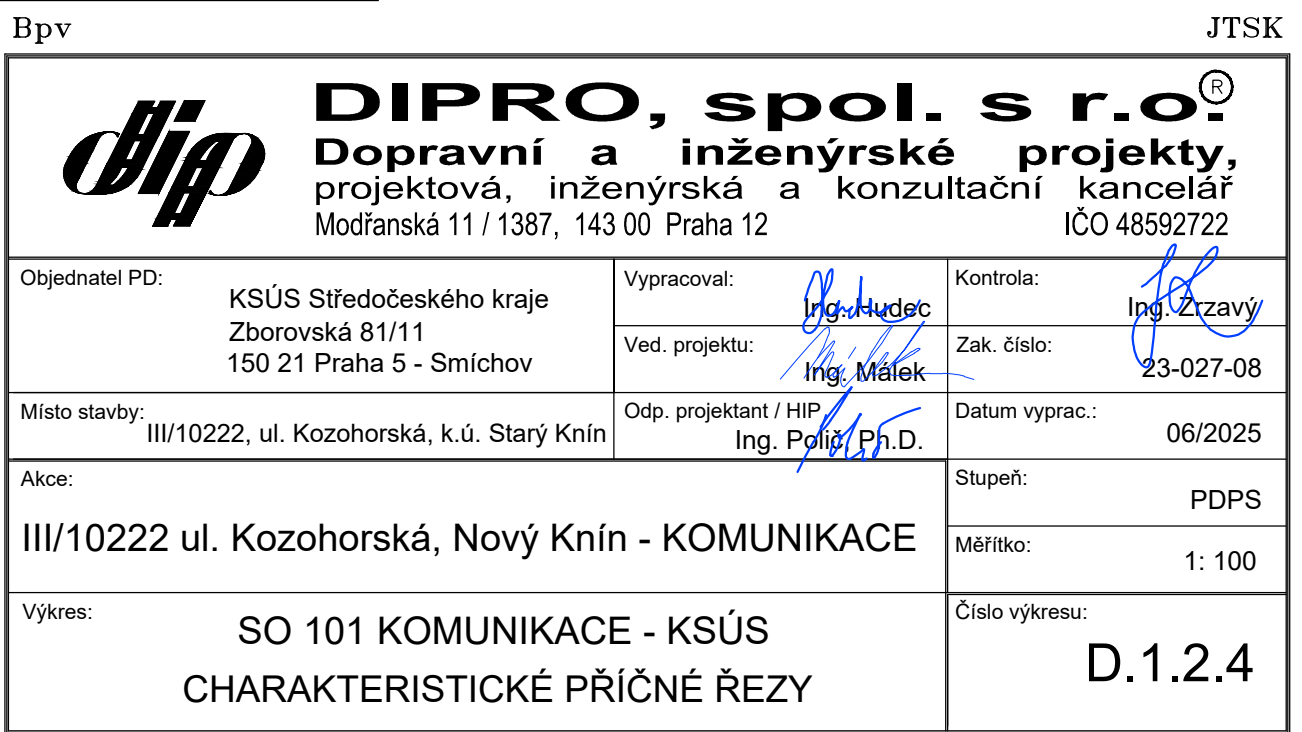 Bpv JTSK
dip
DIPRO, spol. s r.o.®
Dopravní a inženýrské projekty,
projektová, inženýrská a konzultační kancelář
Modřanská 11 / 1387, 143 00 Praha 12 IČO 48592722
Objednatel PD:
KSÚS Středočeského kraje
Zborovská 81/11
150 21 Praha 5 - Smíchov
Vypracoval:
Ing. Hudec
Kontrola:
Ing. Zrzavý
Ved. projektu:
Ing. Málek
Zak. číslo:
23-027-08
Místo stavby:
III/10222, ul. Kozohorská, k.ú. Starý Knín
Odp. projektant / HIP
Ing. Polič, Ph.D.
Datum vyprac.:
06/2025
Akce:
III/10222 ul. Kozohorská, Nový Knín - KOMUNIKACE
Stupeň:
PDPS
Měřítko:
1: 100
Výkres:
SO 101 KOMUNIKACE - KSÚS
CHARAKTERISTICKÉ PŘÍČNÉ ŘEZY
Číslo výkresu:
D.1.2.4